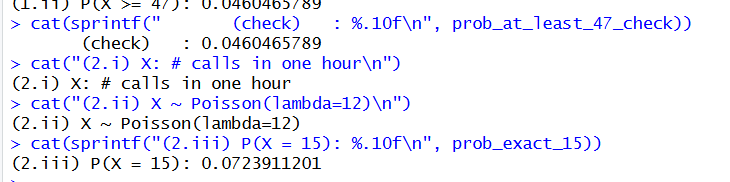 (1.ii) P(X >= 47): 0.0460465789
> cat(sprintf("        (check)   : %.10f\n", prob_at_least_47_check))
        (check)   : 0.0460465789
> cat("(2.i) X: # calls in one hour\n")
(2.i) X: # calls in one hour
> cat("(2.ii) X ~ Poisson(lambda=12)\n")
(2.ii) X ~ Poisson(lambda=12)
> cat(sprintf("(2.iii) P(X = 15): %.10f\n", prob_exact_15))
(2.iii) P(X = 15): 0.0723911201
>